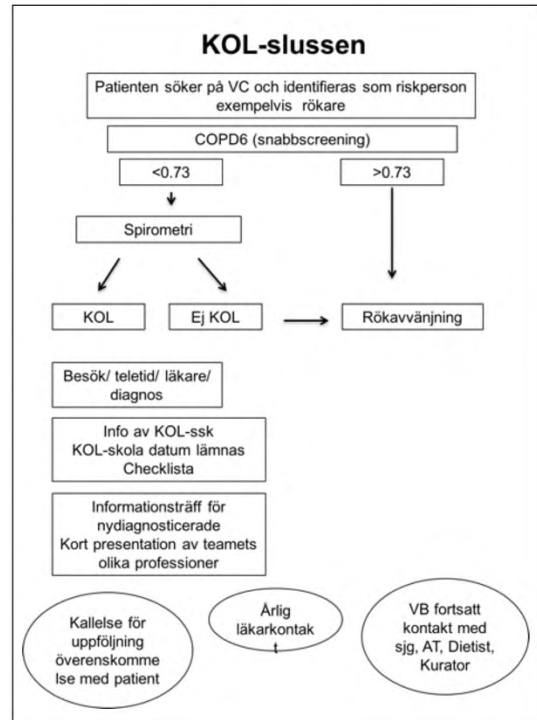 KOL-slussen
Patienten söker på VC och identifieras som riskperson
exempelvis rökare
COPD6 (snabbscreening)
<0.73
>0.73
Spirometri
KOL
Ej KOL
Rökavvänjning
Besök/ teletid/ läkare/
diagnos
Info av KOL-ssk
KOL-skola datum lämnas
Checklista
Informationsträff för
nydiagnosticerade
Kort presentation av teamets
olika professioner
Kallelse för
uppföljning
överenskomme
lse med patient
Årlig
läkarkontak
t
VB fortsatt
kontakt med
sjg, AT, Dietist,
Kurator